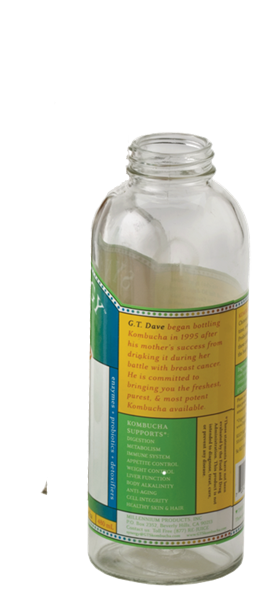 G.T. Dave began bottling
Kombucha in 1995 after
his mother's success from
drinking it during her
battle with breast cancer.
He is committed to
bringing you the freshest,
purest, & most potent
Kombucha available.
KOMBUCHA
SUPPORTS*
DIGESTION
METABOLISM
IMMUNE SYSTEM
APPETITE CONTROL
WEIGHT CONTROL
LIVER FUNCTION
BODY ALKALINITY
ANTI-AGING
CELL INTEGRITY
HEALTHY SKIN & HAIR
enzymes • probiotics • detoxifiers
MILLENNIUM PRODUCTS, INC.